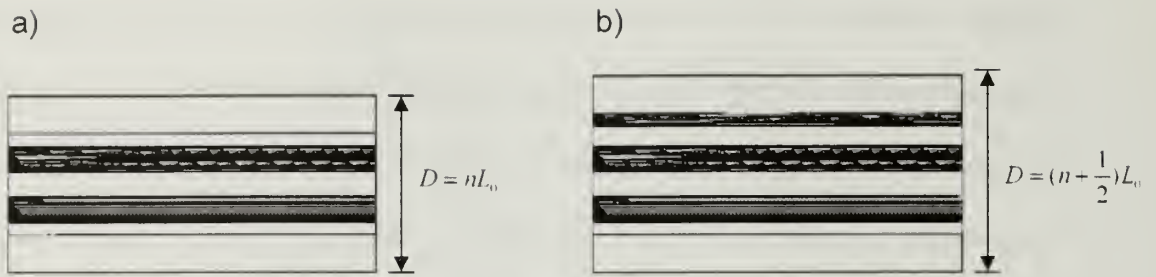 a)
D = nL₀
b)
D = (n + 1/2)L₀